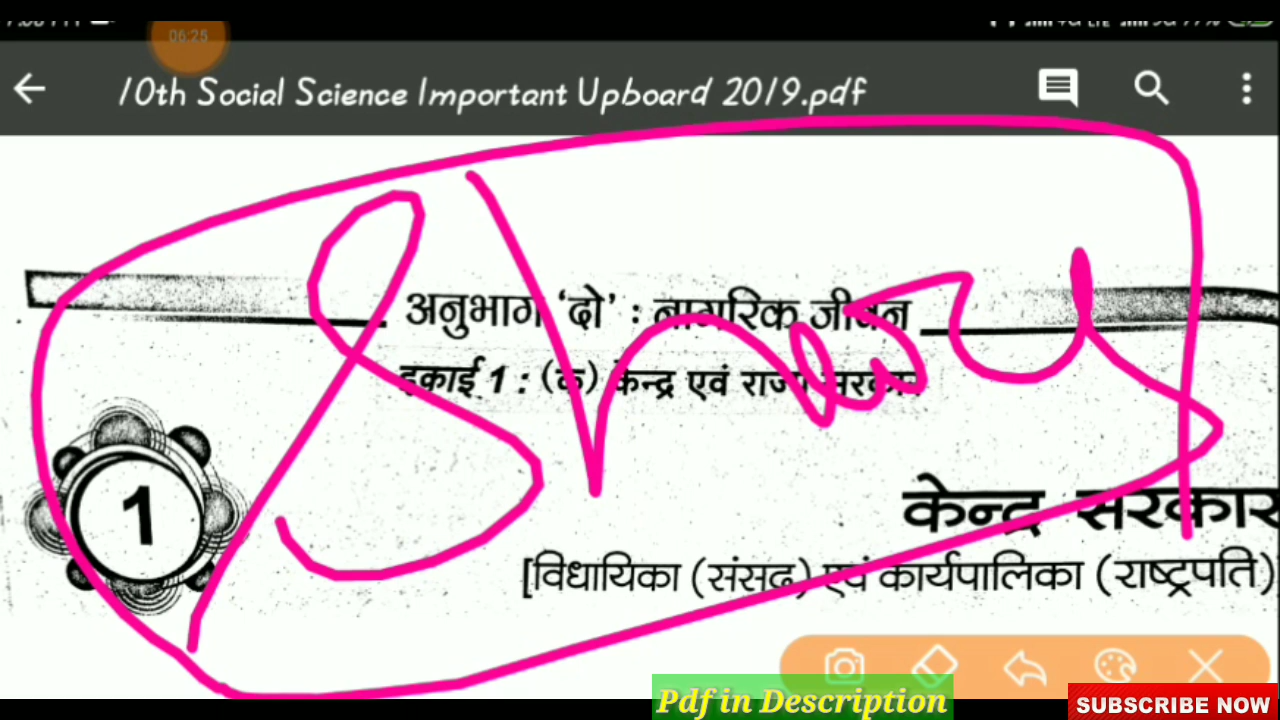 06:25
10th Social Science Important Upboard 2019.pdf
अनुभाग 'दो' : नागरिक जीवन
इकाई 1 : (क) केन्द्र एवं राज्य सरकार
1
केन्द्र सरकार
[विधायिका (संसद) एवं कार्यपालिका (राष्ट्रपति)
Pdf in Description
SUBSCRIBE NOW